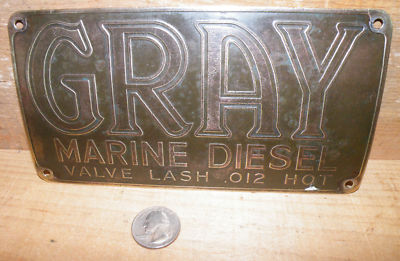 GRAY
MARINE DIESEL
VALVE LASH .012 HOT